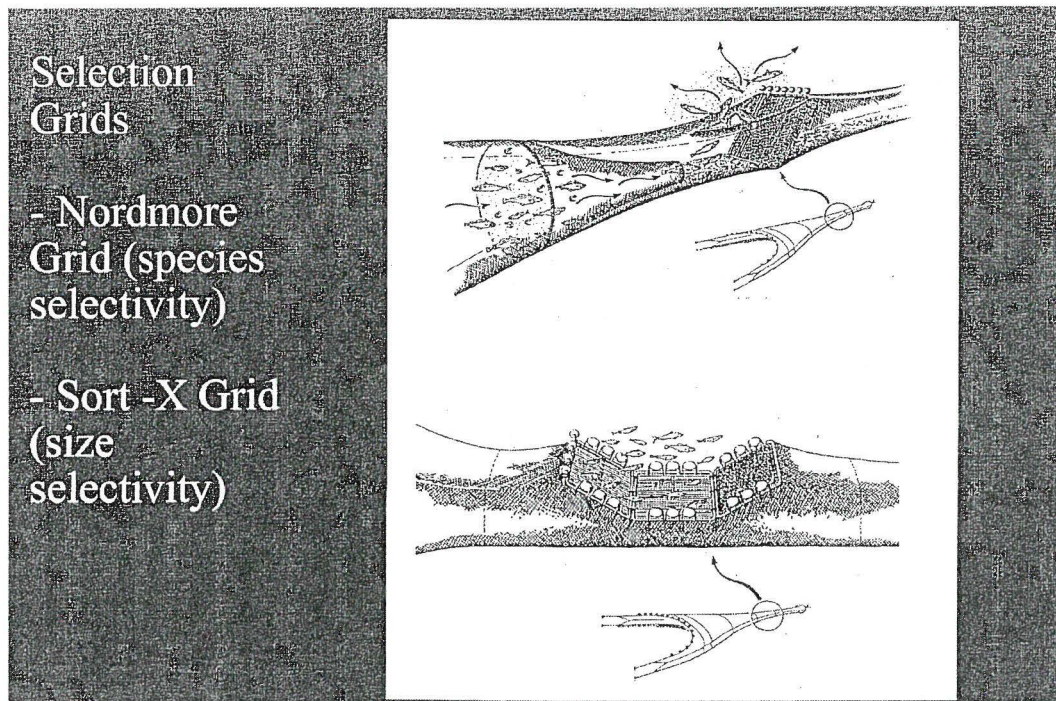 Selection
Grids
- Nordmore
Grid (species
selectivity)
- Sort -X Grid
(size
selectivity)